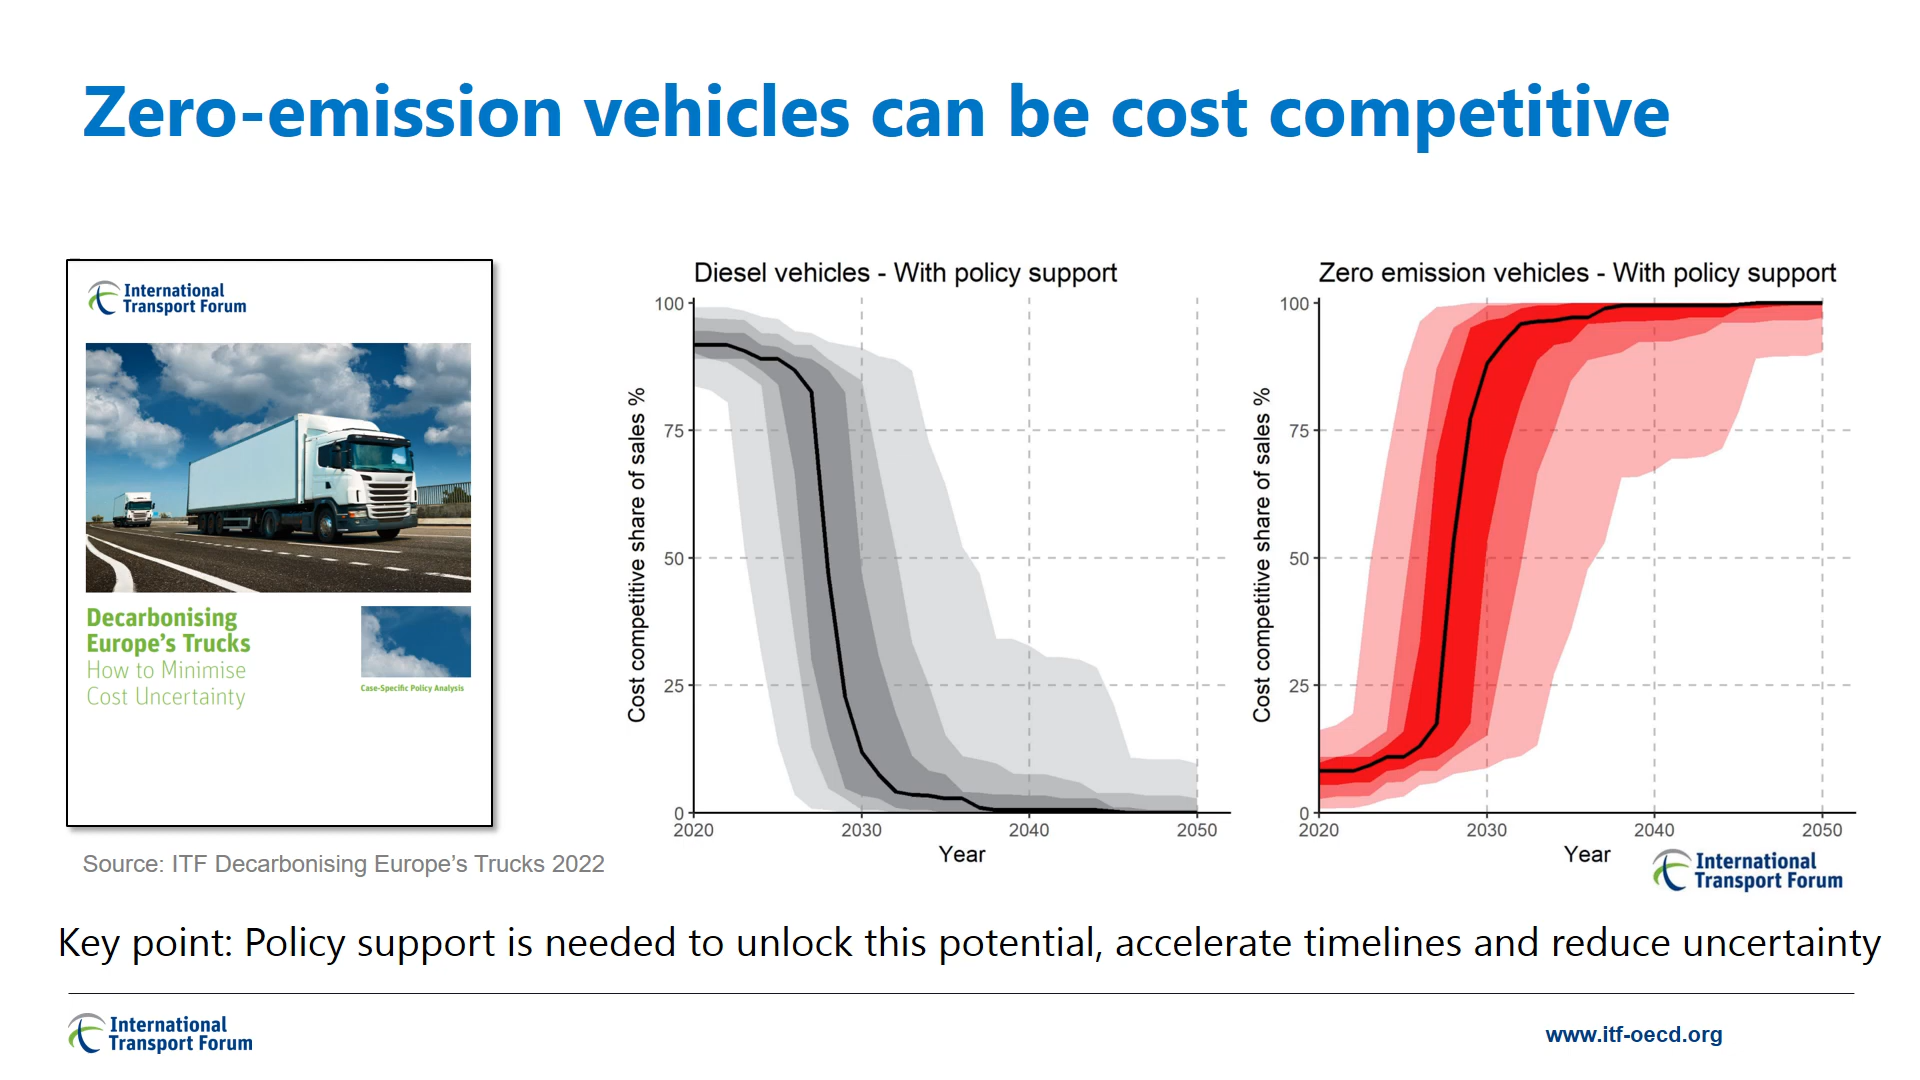 Zero-emission vehicles can be cost competitive
International
Transport Forum
Decarbonising
Europe's Trucks
How to Minimise
Cost Uncertainty
Case-Specific Policy Analysis
Source: ITF Decarbonising Europe's Trucks 2022
Diesel vehicles - With policy support
Cost competitive share of sales %
100
75
50
25
0
2020 2030 2040 2050
Year
Zero emission vehicles - With policy support
Cost competitive share of sales %
100
75
50
25
0
2020 2030 2040 2050
Year
International
Transport Forum
Key point: Policy support is needed to unlock this potential, accelerate timelines and reduce uncertainty
International
Transport Forum
www.itf-oecd.org